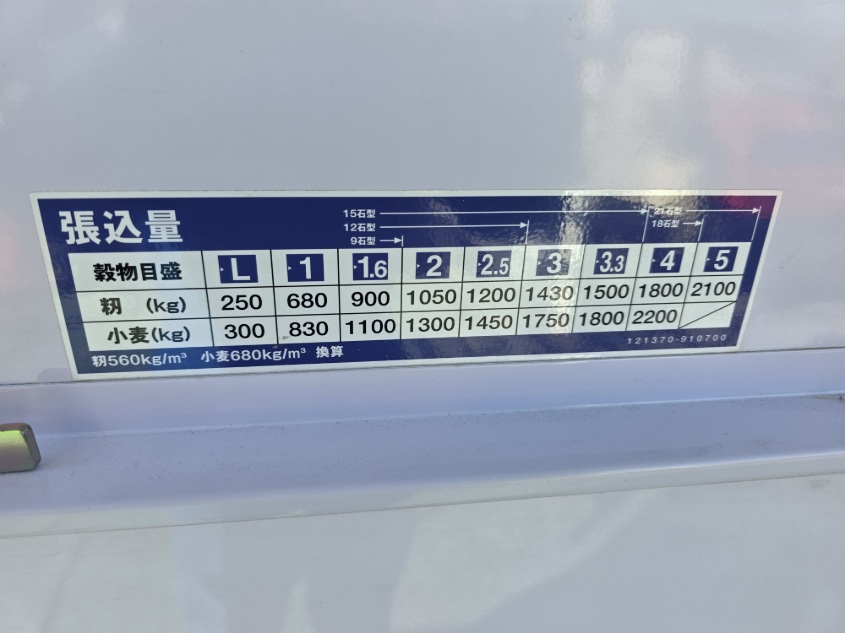 張込量
15石型
21石型
12石型
18石型
9石型
穀物目盛 L 1 1.6 2 2.5 3 3.3 4 5
籾 (kg) 250 680 900 1050 1200 1430 1500 1800 2100
小麦(kg) 300 830 1100 1300 1450 1750 1800 2200
籾560kg/m³ 小麦680kg/m³ 換算
121370-910700